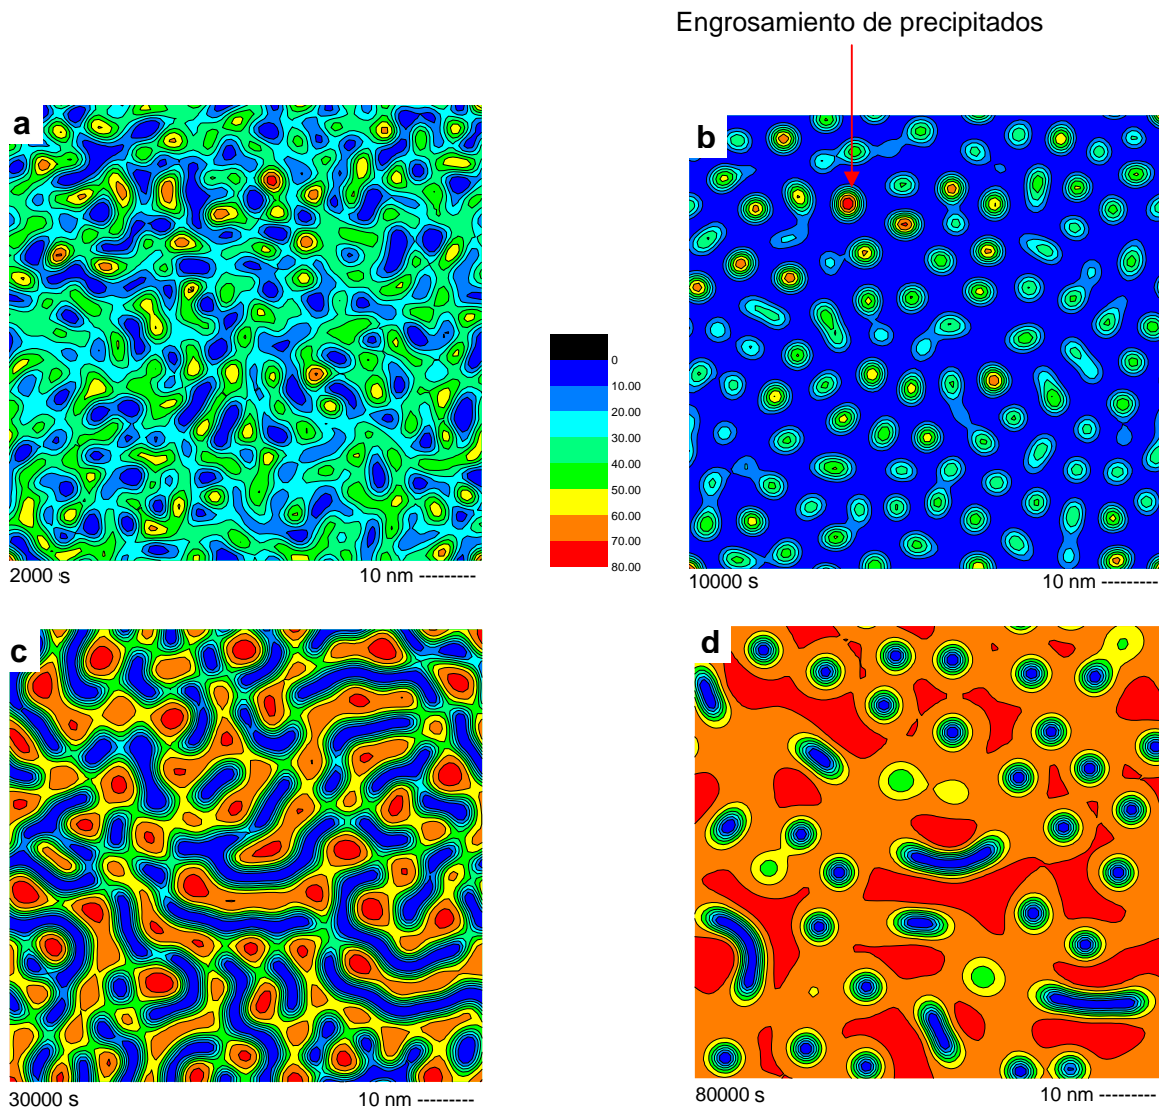 Engrosamiento de precipitados
a
b
0
10.00
20.00
30.00
40.00
50.00
60.00
70.00
80.00
2000 s 10 nm ---------
10000 s 10 nm ---------
c
d
30000 s 10 nm ---------
80000 s 10 nm ---------